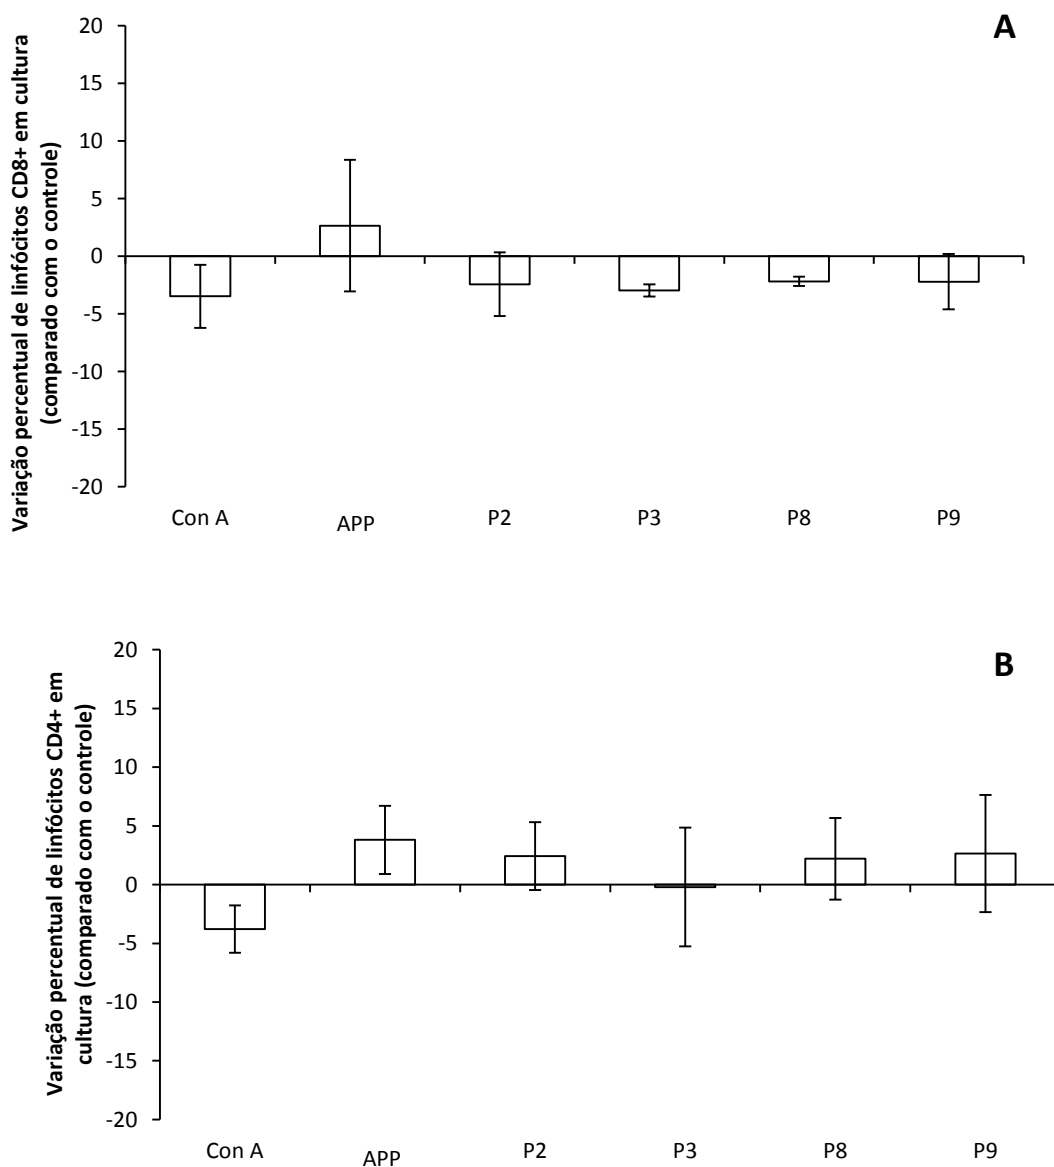 A
Variação percentual de linfócitos CD8+ em cultura
(comparado com o controle)
20
15
10
5
0
-5
-10
-15
-20
Con A
APP
P2
P3
P8
P9
B
Variação percentual de linfócitos CD4+ em
cultura (comparado com o controle)
20
15
10
5
0
-5
-10
-15
-20
Con A
APP
P2
P3
P8
P9